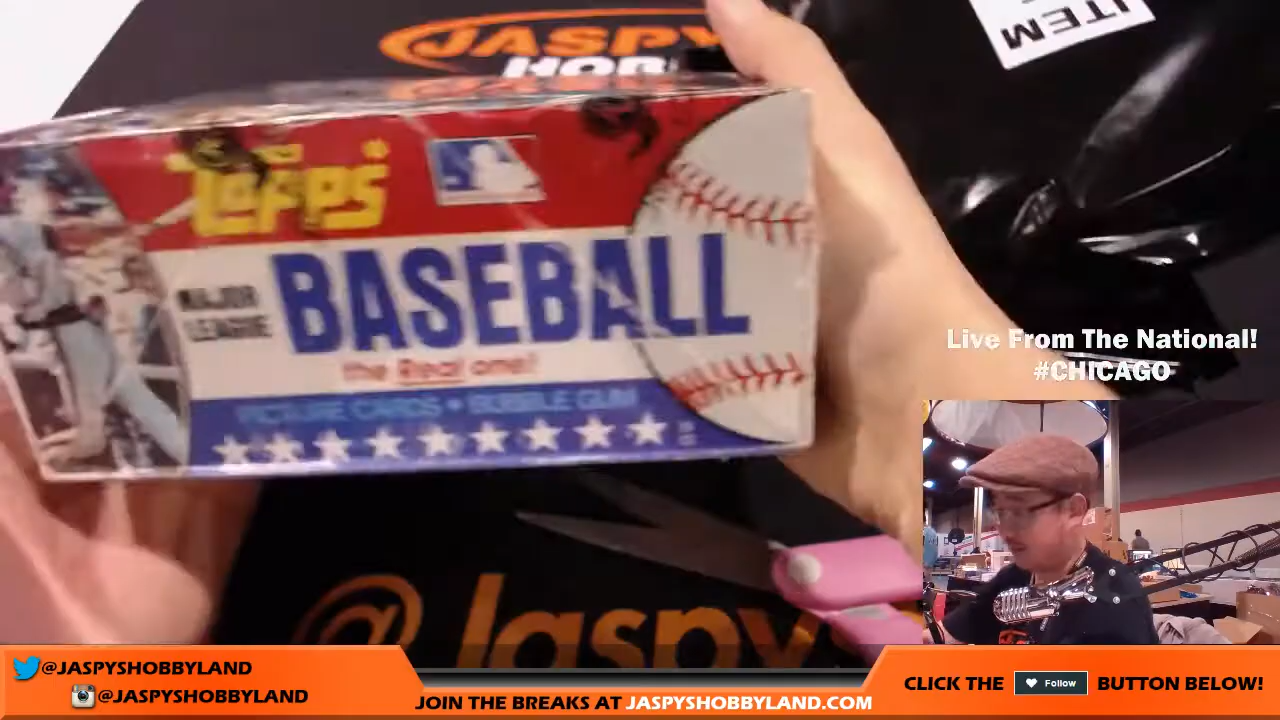 JASPY
HOB
ITEM
Topps
MAJOR LEAGUE
BASEBALL
the Real one!
PICTURE CARDS • BUBBLE GUM
Live From The National!
#CHICAGO
@Jaspys
@JASPYSHOBBYLAND
@JASPYSHOBBYLAND
JOIN THE BREAKS AT JASPYSHOBBYLAND.COM
CLICK THE Follow BUTTON BELOW!